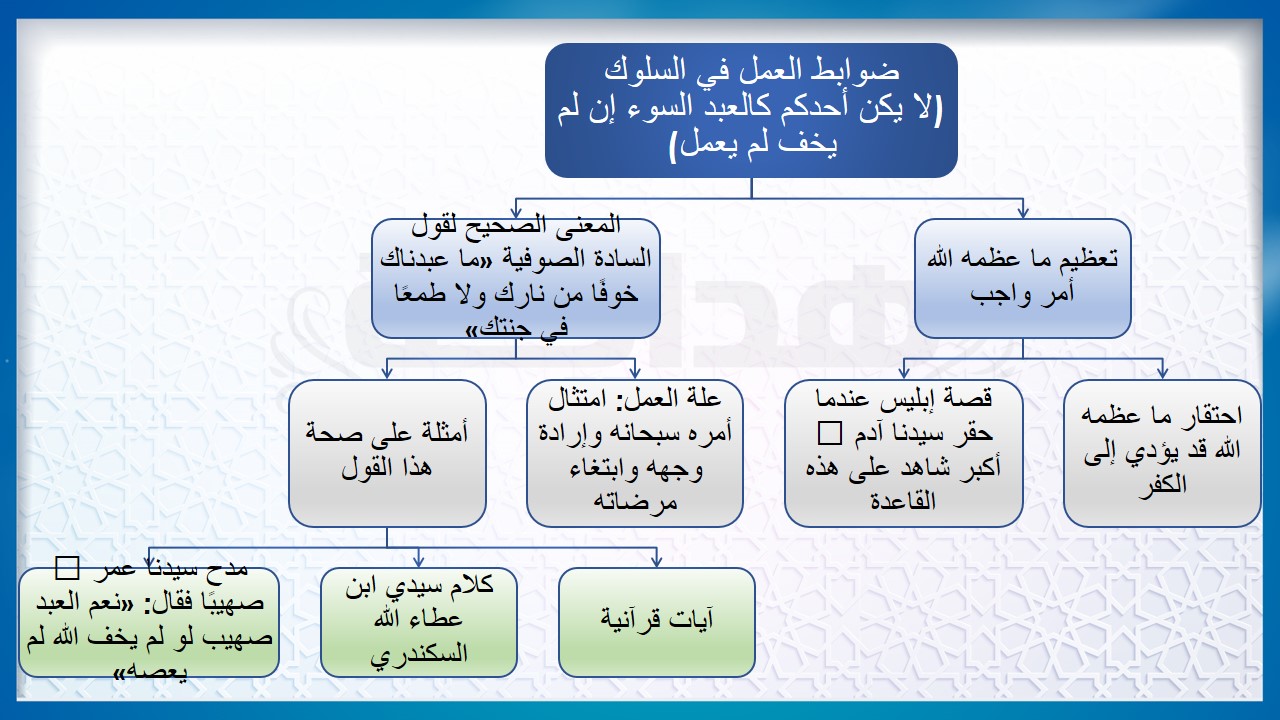 ضوابط العمل في السلوك
(لا يكن أحدكم كالعبد السوء إن لم
يخف لم يعمل)
تعظيم ما عظمه الله
أمر واجب
المعنى الصحيح لقول
السادة الصوفية «ما عبدناك
خوفًا من نارك ولا طمعًا
في جنتك»
احتقار ما عظمه
الله قد يؤدي إلى
الكفر
قصة إبليس عندما
حقر سيدنا آدم □
أكبر شاهد على هذه
القاعدة
علة العمل: امتثال
أمره سبحانه وإرادة
وجهه وابتغاء
مرضاته
أمثلة على صحة
هذا القول
آيات قرآنية
كلام سيدي ابن
عطاء الله
السكندري
مدح سيدنا عمر □
صهيبًا فقال: «نعم العبد
صهيب لو لم يخف الله لم
يعصه»